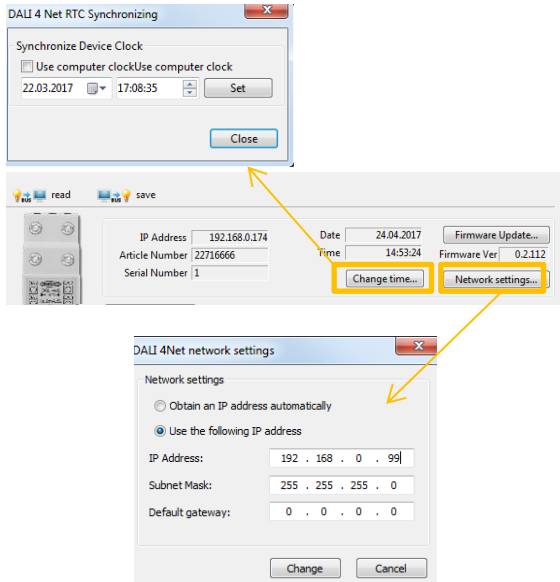 DALI 4 Net RTC Synchronizing
Synchronize Device Clock
Use computer clockUse computer clock
22.03.2017 17:08:35 Set
Close
BUS read BUS save
IP Address 192.168.0.174 Date 24.04.2017 Firmware Update...
Article Number 22716666 Time 14:53:24 Firmware Ver 0.2.112
Serial Number 1 Change time... Network settings...
DALI 4Net network settings
Network settings
Obtain an IP address automatically
Use the following IP address
IP Address: 192 . 168 . 0 . 99
Subnet Mask: 255 . 255 . 255 . 0
Default gateway: 0 . 0 . 0 . 0
Change Cancel